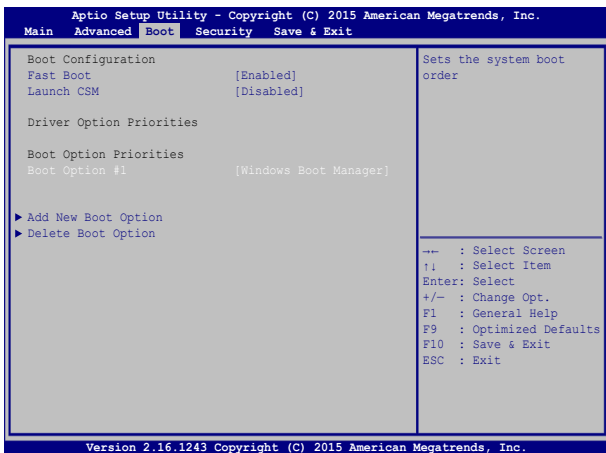 Aptio Setup Utility - Copyright (C) 2015 American Megatrends, Inc.
Main Advanced Boot Security Save & Exit
Boot Configuration
Fast Boot [Enabled]
Launch CSM [Disabled]
Driver Option Priorities
Boot Option Priorities
Boot Option #1 [Windows Boot Manager]
▶ Add New Boot Option
▶ Delete Boot Option
Sets the system boot
order
→← : Select Screen
↑↓ : Select Item
Enter: Select
+/— : Change Opt.
F1 : General Help
F9 : Optimized Defaults
F10 : Save & Exit
ESC : Exit
Version 2.16.1243 Copyright (C) 2015 American Megatrends, Inc.